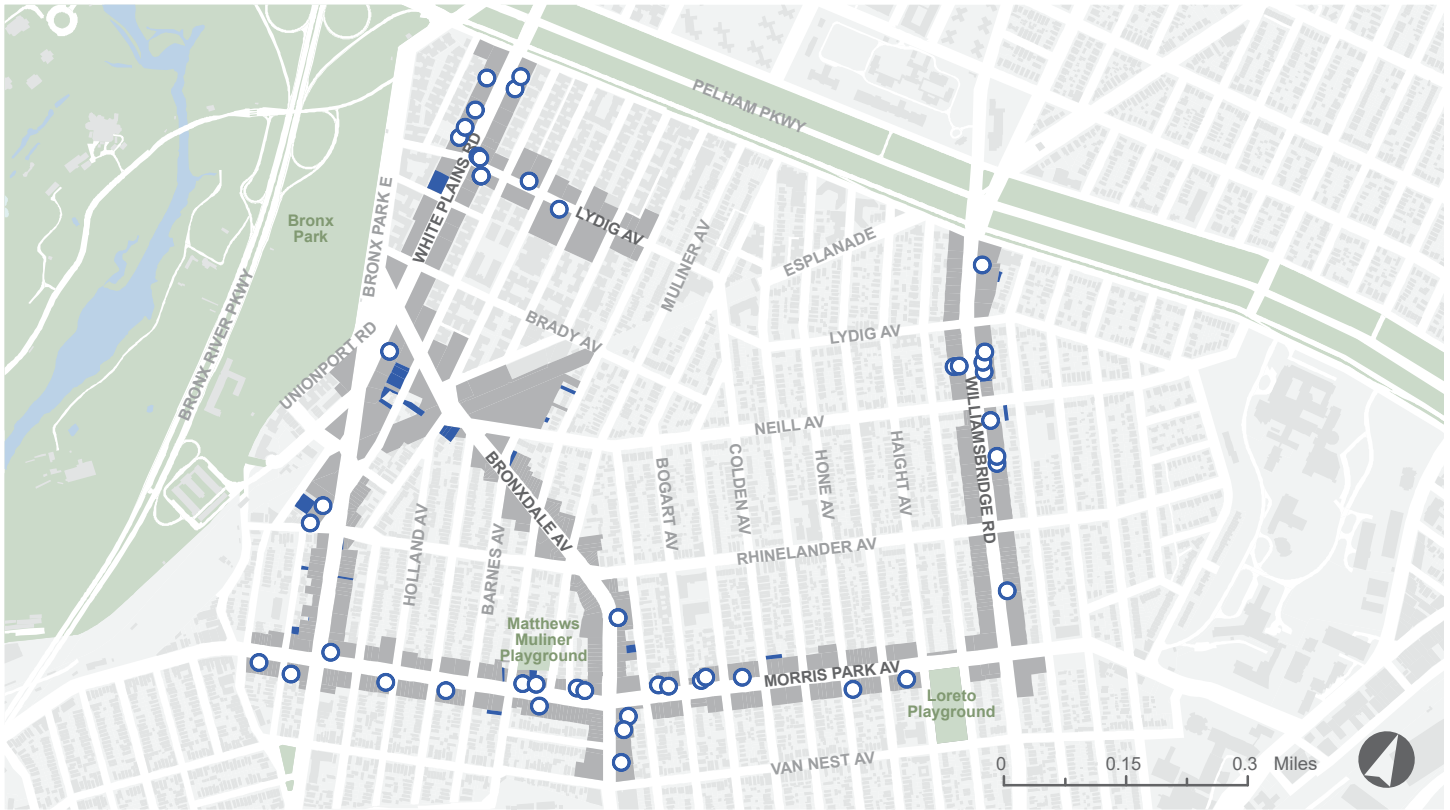 PELHAM PKWY
WHITE PLAINS RD
BRONX PARK E
Bronx
Park
LYDIG AV
MULINER AV
ESPLANADE
BRONX RIVER PKWY
UNIONPORT RD
BRADY AV
LYDIG AV
NEILL AV
WILLIAMSBRIDGE RD
BRONXDALE AV
BOGART AV
COLDEN AV
HONE AV
HAIGHT AV
HOLLAND AV
BARNES AV
RHINELANDER AV
Matthews
Muliner
Playground
MORRIS PARK AV
Loreto
Playground
VAN NEST AV
0 0.15 0.3 Miles